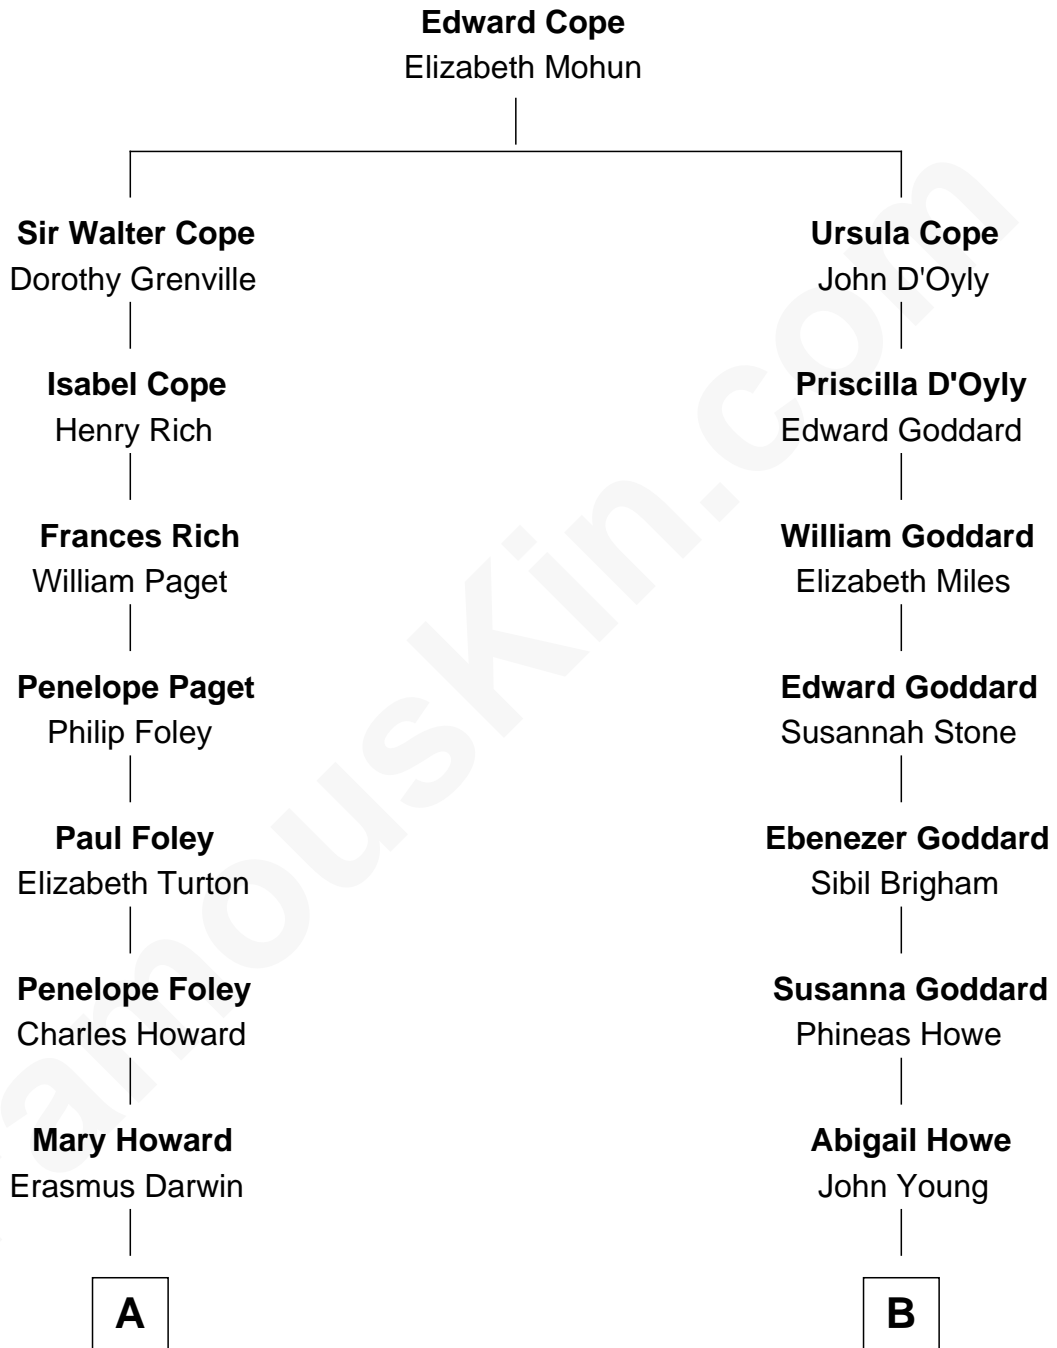 Edward Cope
Elizabeth Mohun
Sir Walter Cope
Dorothy Grenville
Isabel Cope
Henry Rich
Frances Rich
William Paget
Penelope Paget
Philip Foley
Paul Foley
Elizabeth Turton
Penelope Foley
Charles Howard
Mary Howard
Erasmus Darwin
A
Ursula Cope
John D'Oyly
Priscilla D'Oyly
Edward Goddard
William Goddard
Elizabeth Miles
Edward Goddard
Susannah Stone
Ebenezer Goddard
Sibil Brigham
Susanna Goddard
Phineas Howe
Abigail Howe
John Young
B
amouskin.com